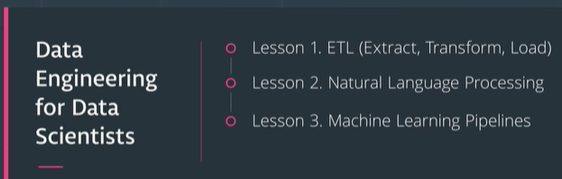 Data
Engineering
for Data
Scientists
Lesson 1. ETL (Extract, Transform, Load)
Lesson 2. Natural Language Processing
Lesson 3. Machine Learning Pipelines